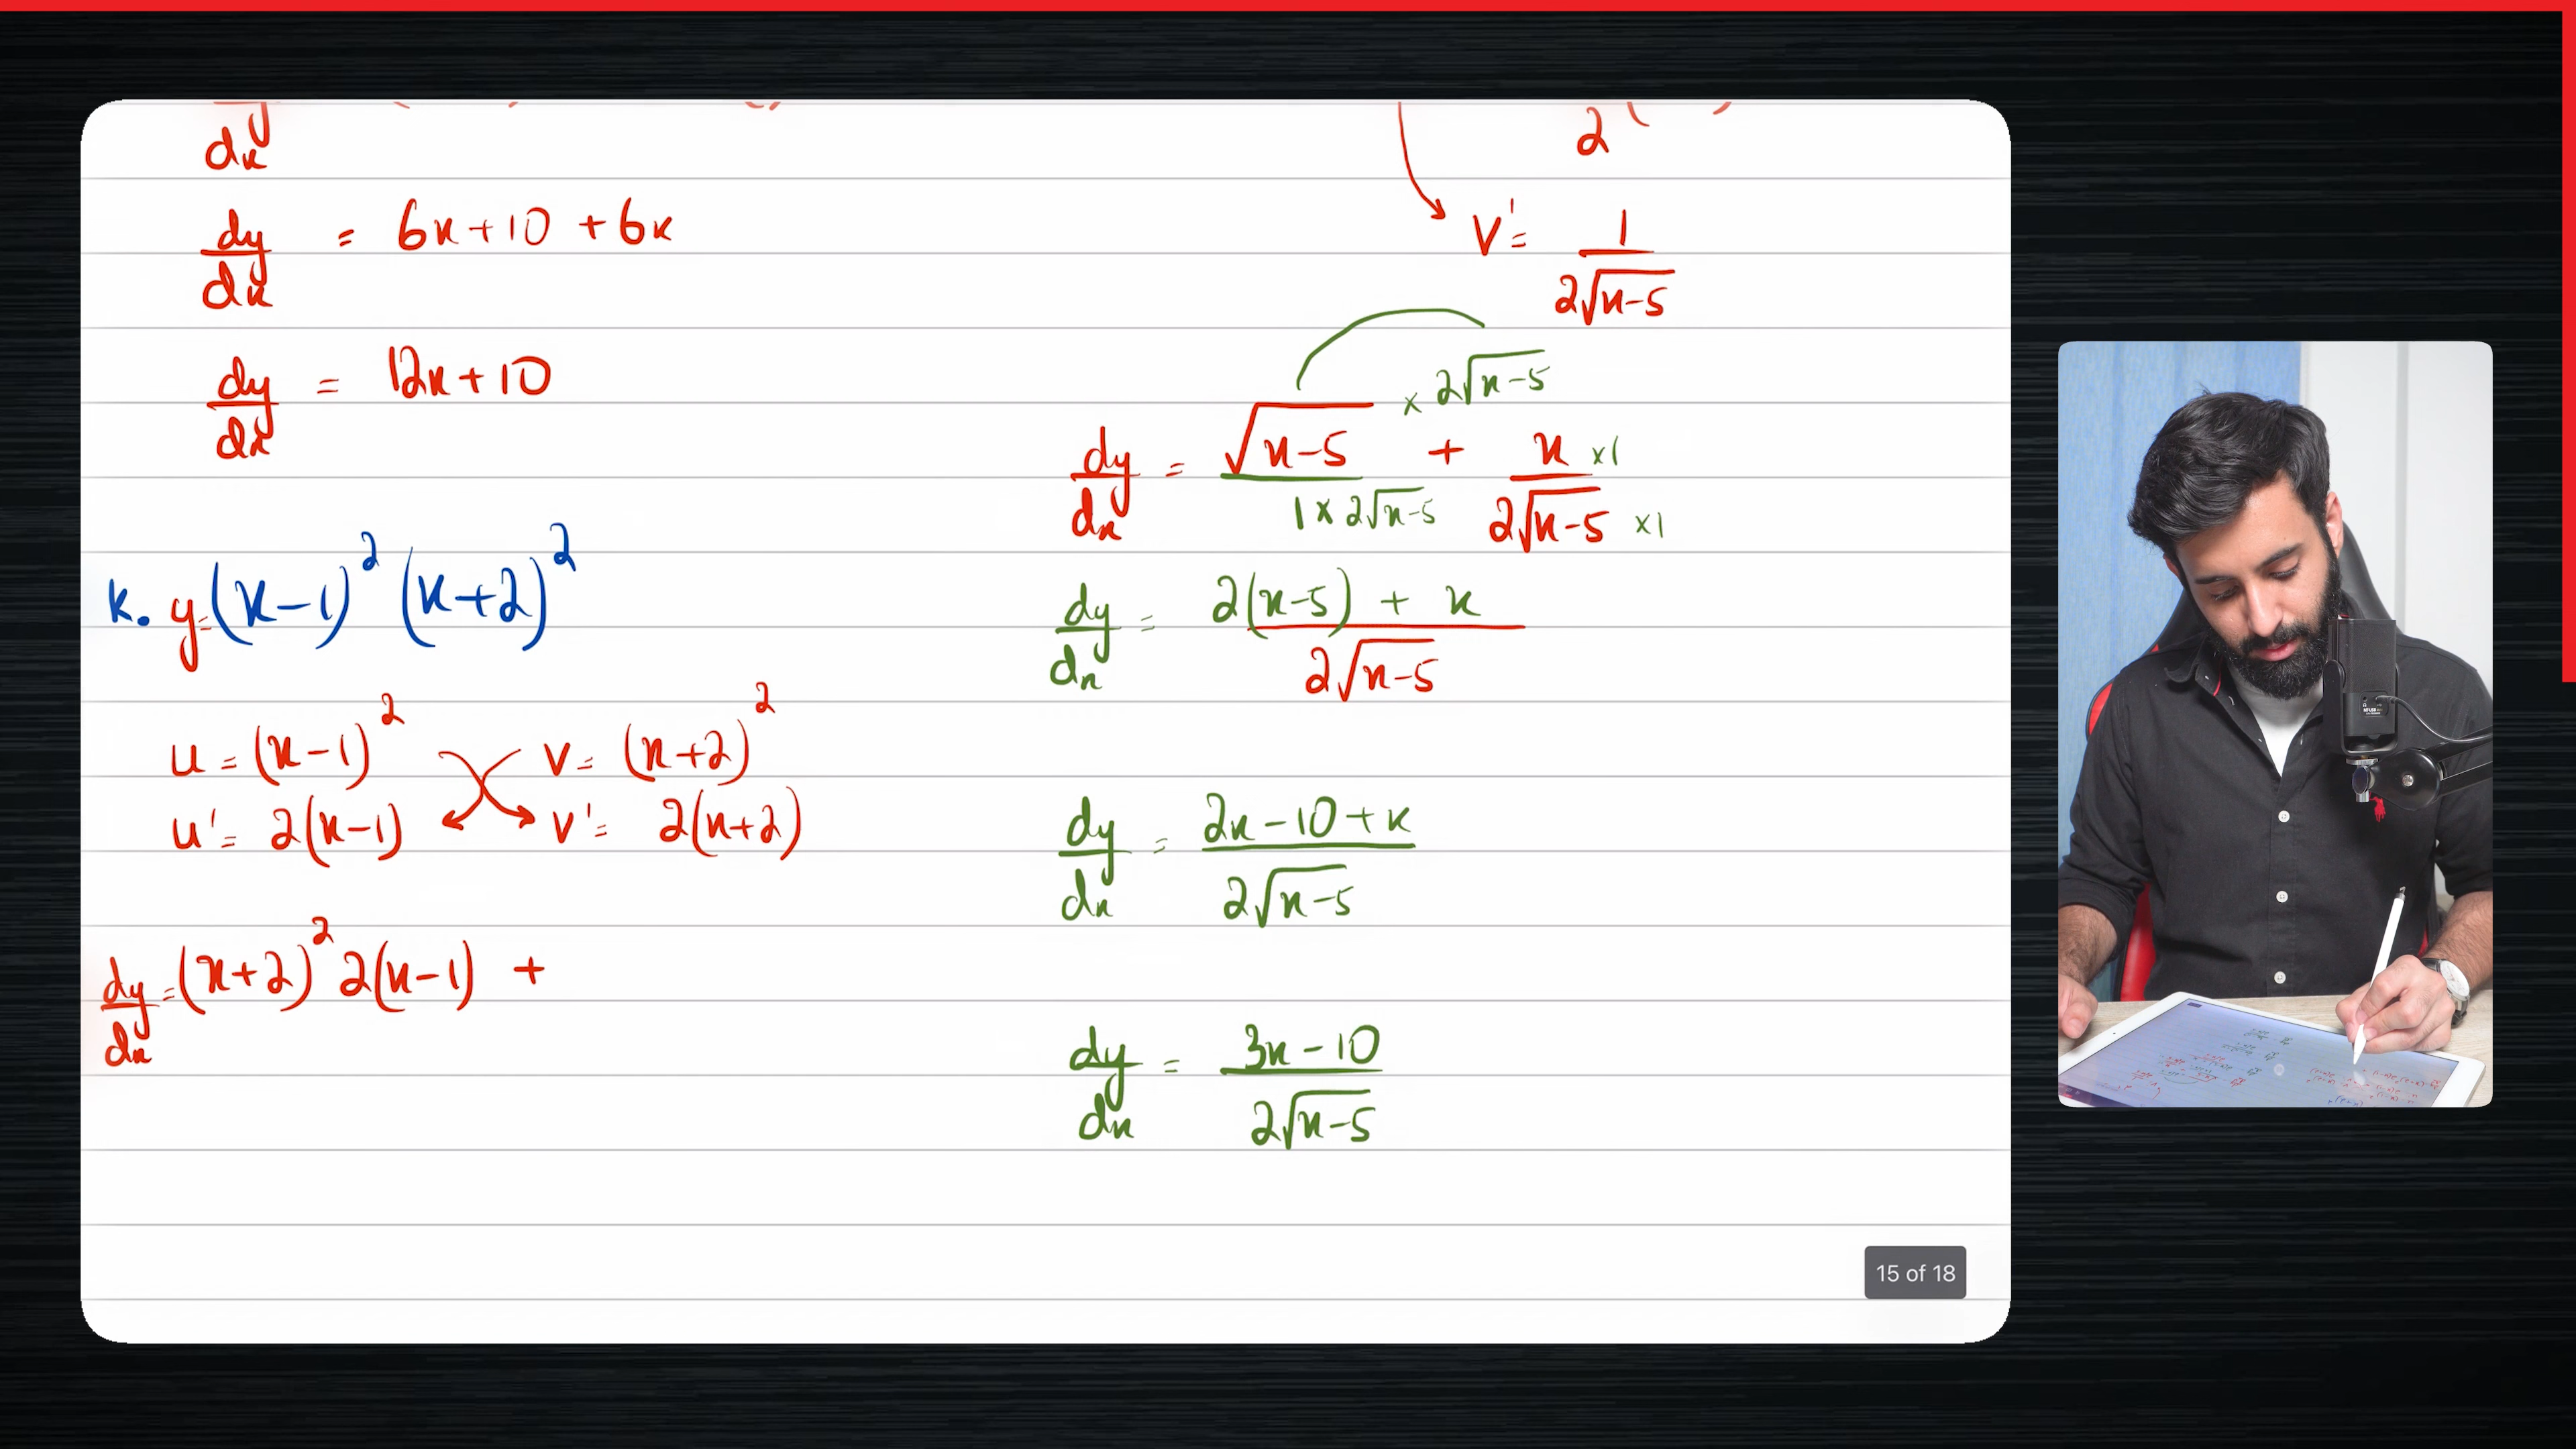 dy/dx
dy/dx = 6x+10 +6x
dy/dx = 12x+10
k. y=(x-1)² (x+2)²
u = (x-1)² v = (x+2)²
u' = 2(x-1) v' = 2(x+2)
dy/dx = (x+2)² 2(x-1) +
2
v' = 1/2√x-5
× 2√x-5
dy/dx = √x-5 / 1 × 2√x-5 + x ×1 / 2√x-5 ×1
dy/dx = 2(x-5) + x / 2√x-5
dy/dx = 2x-10+x / 2√x-5
dy/dx = 3x-10 / 2√x-5
15 of 18